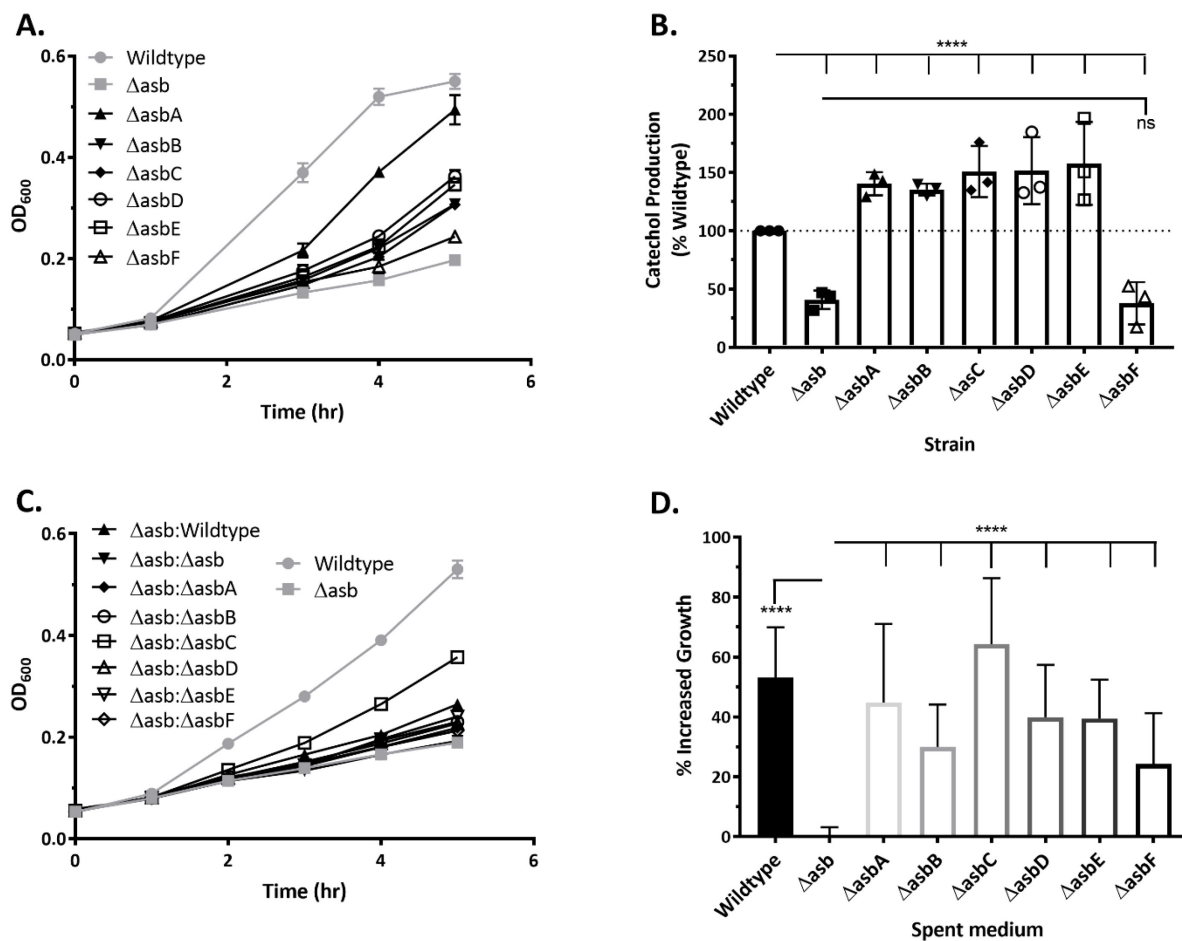 A.
0.6
0.4
0.2
0.0
OD600
0
2
4
6
Time (hr)
Wildtype
Δasb
ΔasbA
ΔasbB
ΔasbC
ΔasbD
ΔasbE
ΔasbF
B.
250
200
150
100
50
0
Catechol Production
(% Wildtype)
****
ns
Wildtype
Δasb
ΔasbA
ΔasbB
ΔasC
ΔasbD
ΔasbE
ΔasbF
Strain
C.
0.6
0.4
0.2
0.0
OD600
0
2
4
6
Time (hr)
Δasb:Wildtype
Δasb:Δasb
Δasb:ΔasbA
Δasb:ΔasbB
Δasb:ΔasbC
Δasb:ΔasbD
Δasb:ΔasbE
Δasb:ΔasbF
Wildtype
Δasb
D.
100
80
60
40
20
0
% Increased Growth
****
****
Wildtype
Δasb
ΔasbA
ΔasbB
ΔasbC
ΔasbD
ΔasbE
ΔasbF
Spent medium